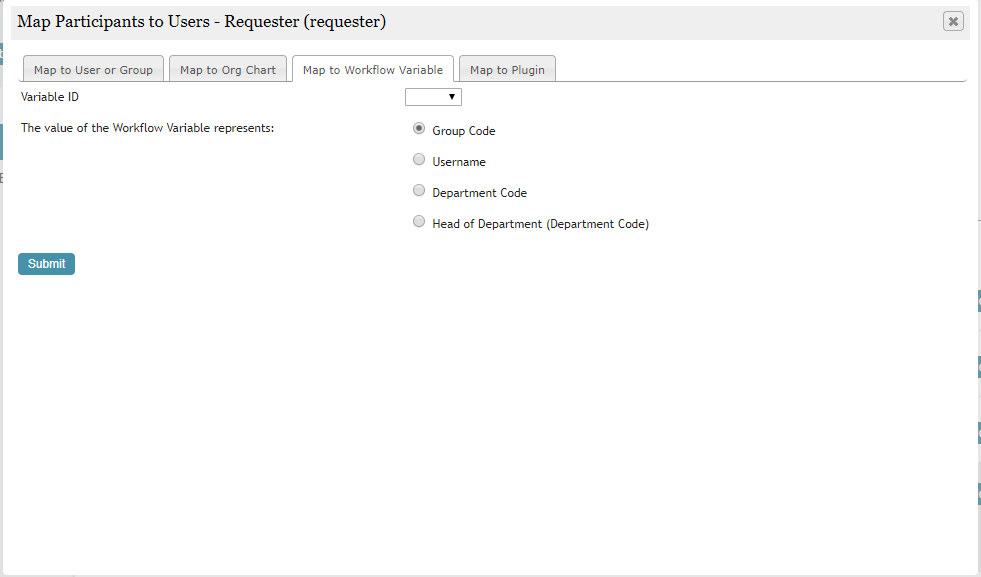 Map Participants to Users - Requester (requester)
Map to User or Group
Map to Org Chart
Map to Workflow Variable
Map to Plugin
Variable ID
The value of the Workflow Variable represents:
Group Code
Username
Department Code
Head of Department (Department Code)
Submit